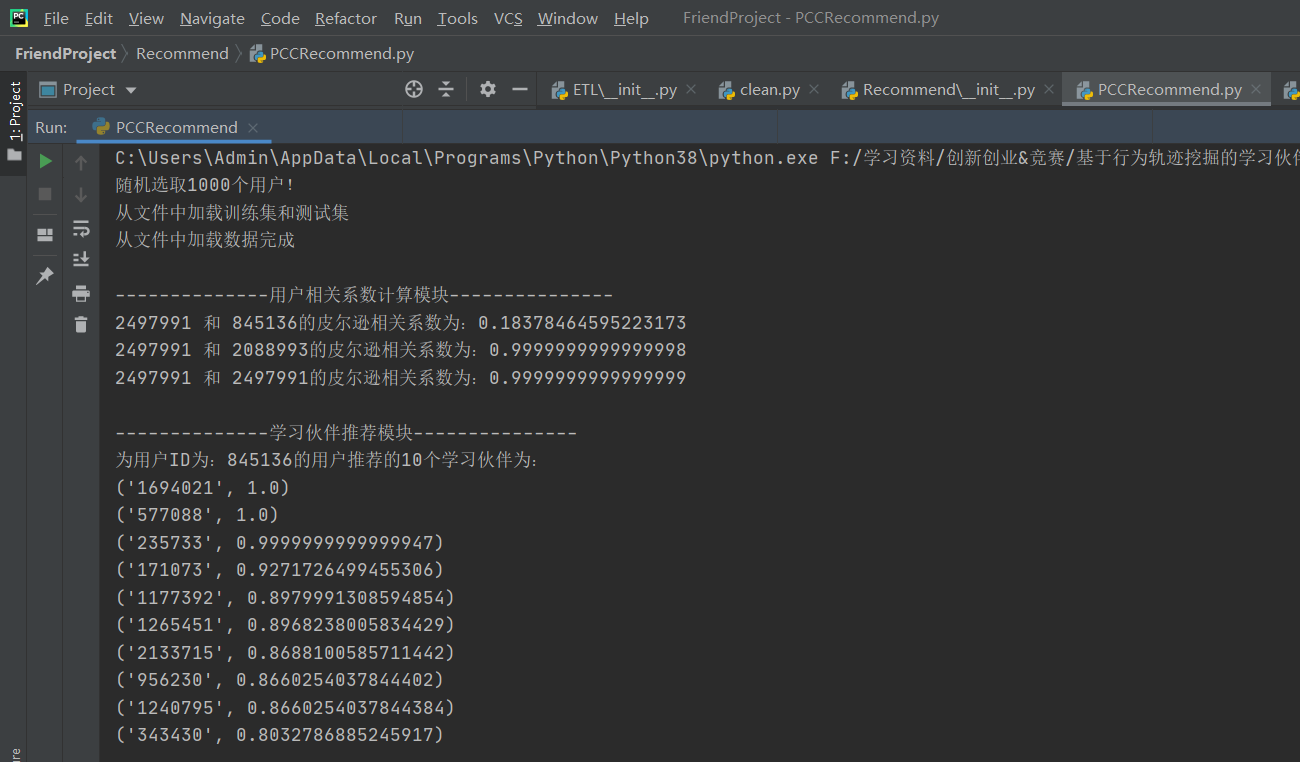 File Edit View Navigate Code Refactor Run Tools VCS Window Help FriendProject - PCCRecommend.py
FriendProject Recommend PCCRecommend.py
1: Project
Project ETL\__init__.py clean.py Recommend\__init__.py PCCRecommend.py
Run: PCCRecommend
C:\Users\Admin\AppData\Local\Programs\Python\Python38\python.exe F:/学习资料/创新创业&竞赛/基于行为轨迹挖掘的学习伙伴
随机选取1000个用户!
从文件中加载训练集和测试集
从文件中加载数据完成
--------------用户相关系数计算模块---------------
2497991 和 845136的皮尔逊相关系数为：0.18378464595223173
2497991 和 2088993的皮尔逊相关系数为：0.9999999999999998
2497991 和 2497991的皮尔逊相关系数为：0.9999999999999999
--------------学习伙伴推荐模块---------------
为用户ID为：845136的用户推荐的10个学习伙伴为：
('1694021', 1.0)
('577088', 1.0)
('235733', 0.9999999999999947)
('171073', 0.9271726499455306)
('1177392', 0.8979991308594854)
('1265451', 0.8968238005834429)
('2133715', 0.8688100585711442)
('956230', 0.8660254037844402)
('1240795', 0.8660254037844384)
('343430', 0.8032786885245917)